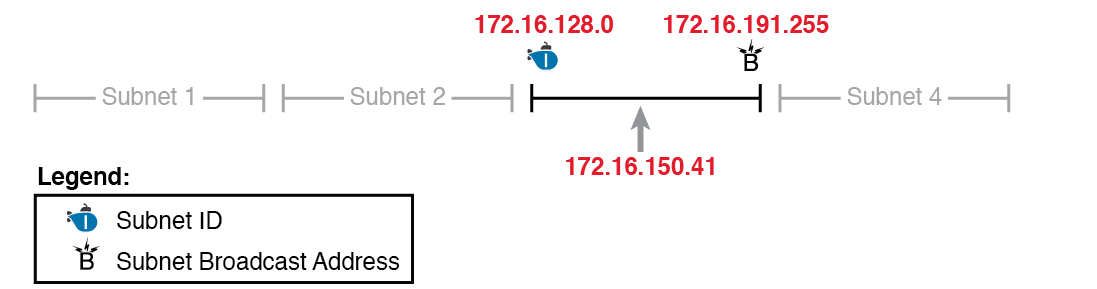 172.16.128.0 172.16.191.255
I B
Subnet 1 Subnet 2 Subnet 4
172.16.150.41
Legend:
I Subnet ID
B Subnet Broadcast Address